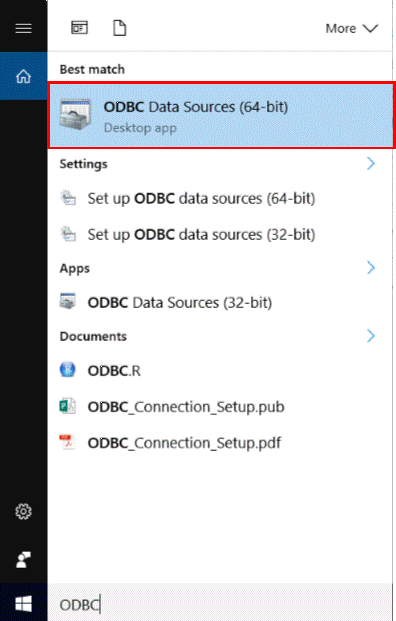 More
Best match
ODBC Data Sources (64-bit)
Desktop app
Settings
Set up ODBC data sources (64-bit)
Set up ODBC data sources (32-bit)
Apps
ODBC Data Sources (32-bit)
Documents
ODBC.R
ODBC_Connection_Setup.pub
ODBC_Connection_Setup.pdf
ODBC